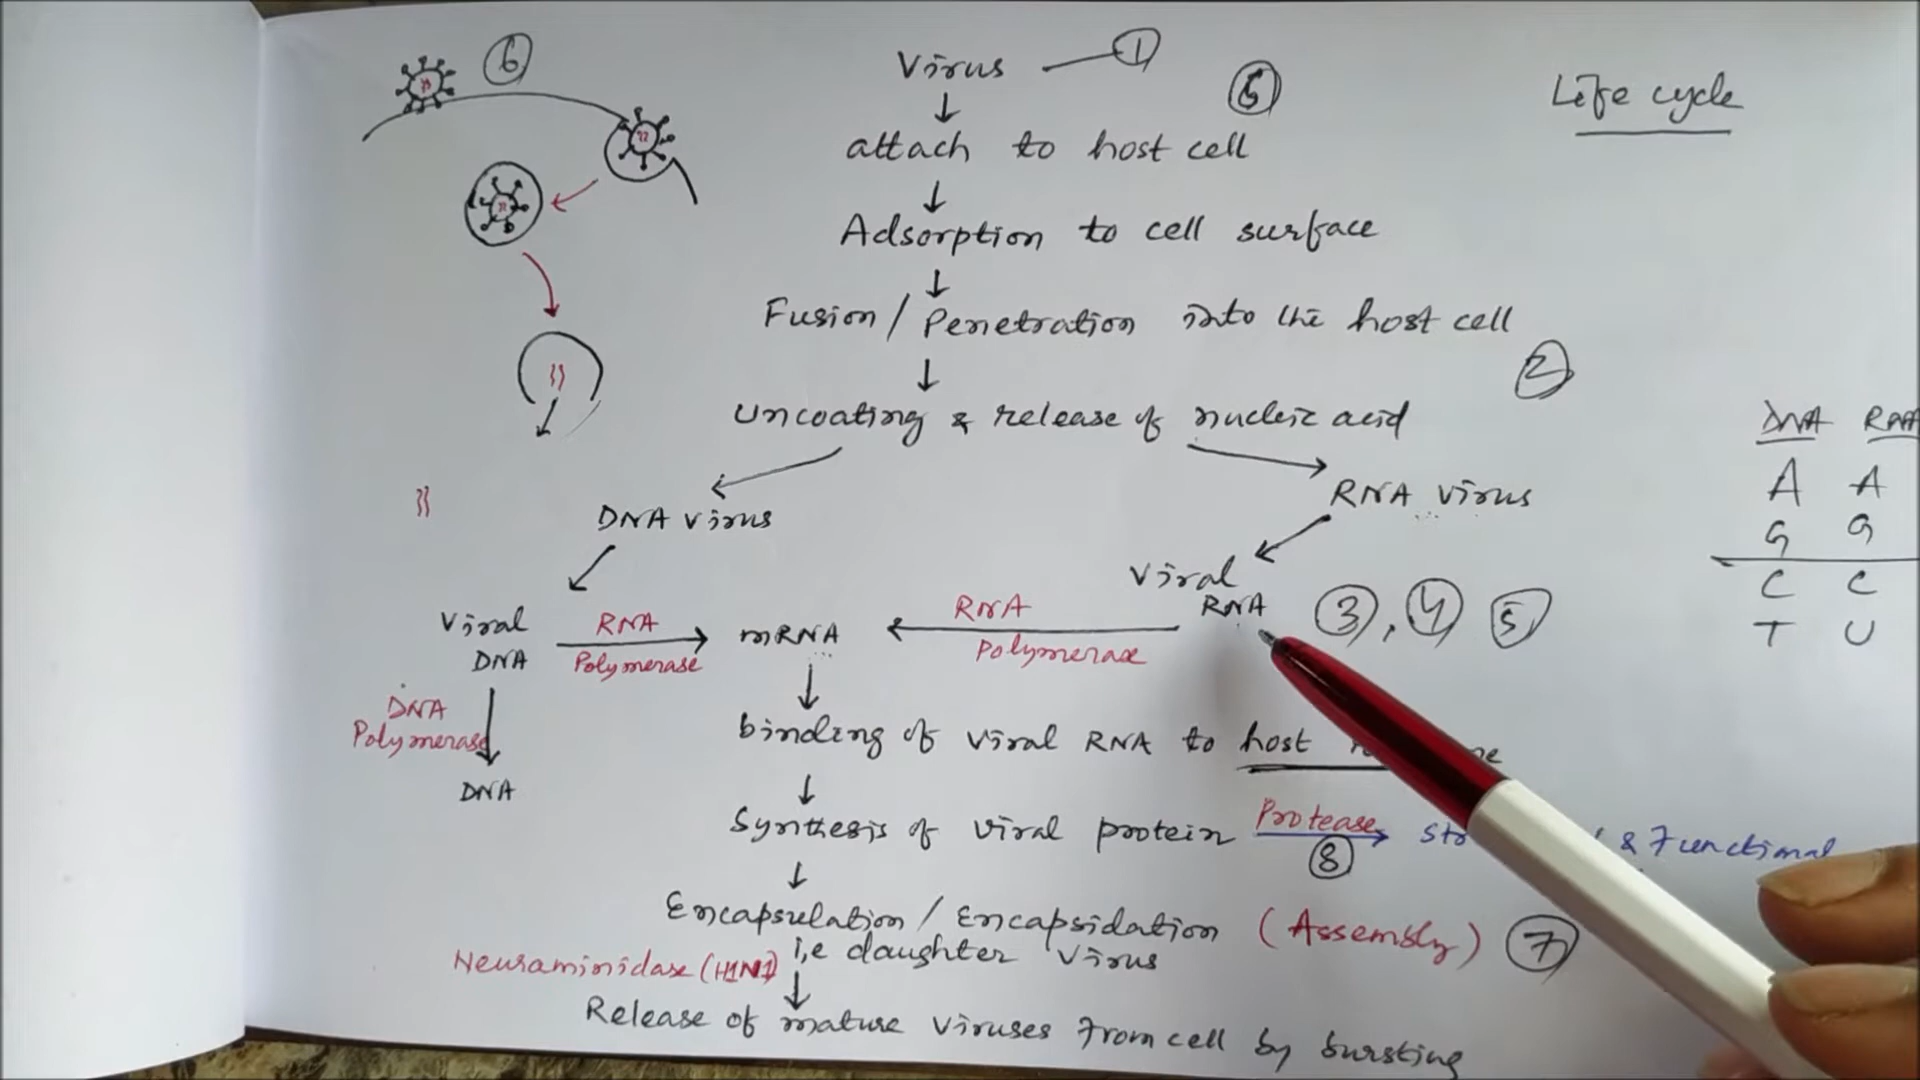 Life cycle
6
Virus — 1
6
attach to host cell
Adsorption to cell surface
Fusion / Penetration into the host cell
2
Uncoating & release of nucleic acid
DNA virus
RNA virus
Viral DNA
RNA Polymerase
mRNA
RNA Polymerase
Viral RNA
3, 4 5
DNA Polymerase
DNA
binding of viral RNA to host
Synthesis of viral protein Protease & Functional
8
Encapsulation / Encapsidation (Assembly) 7
i,e daughter virus
Neuraminidase (H1N1)
Release of mature viruses from cell by bursting
DNA RNA
A A
G G
C C
T U